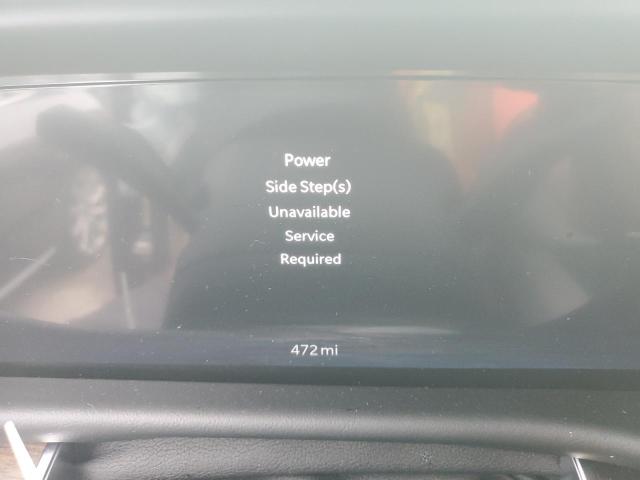 Power
Side Step(s)
Unavailable
Service
Required
472 mi